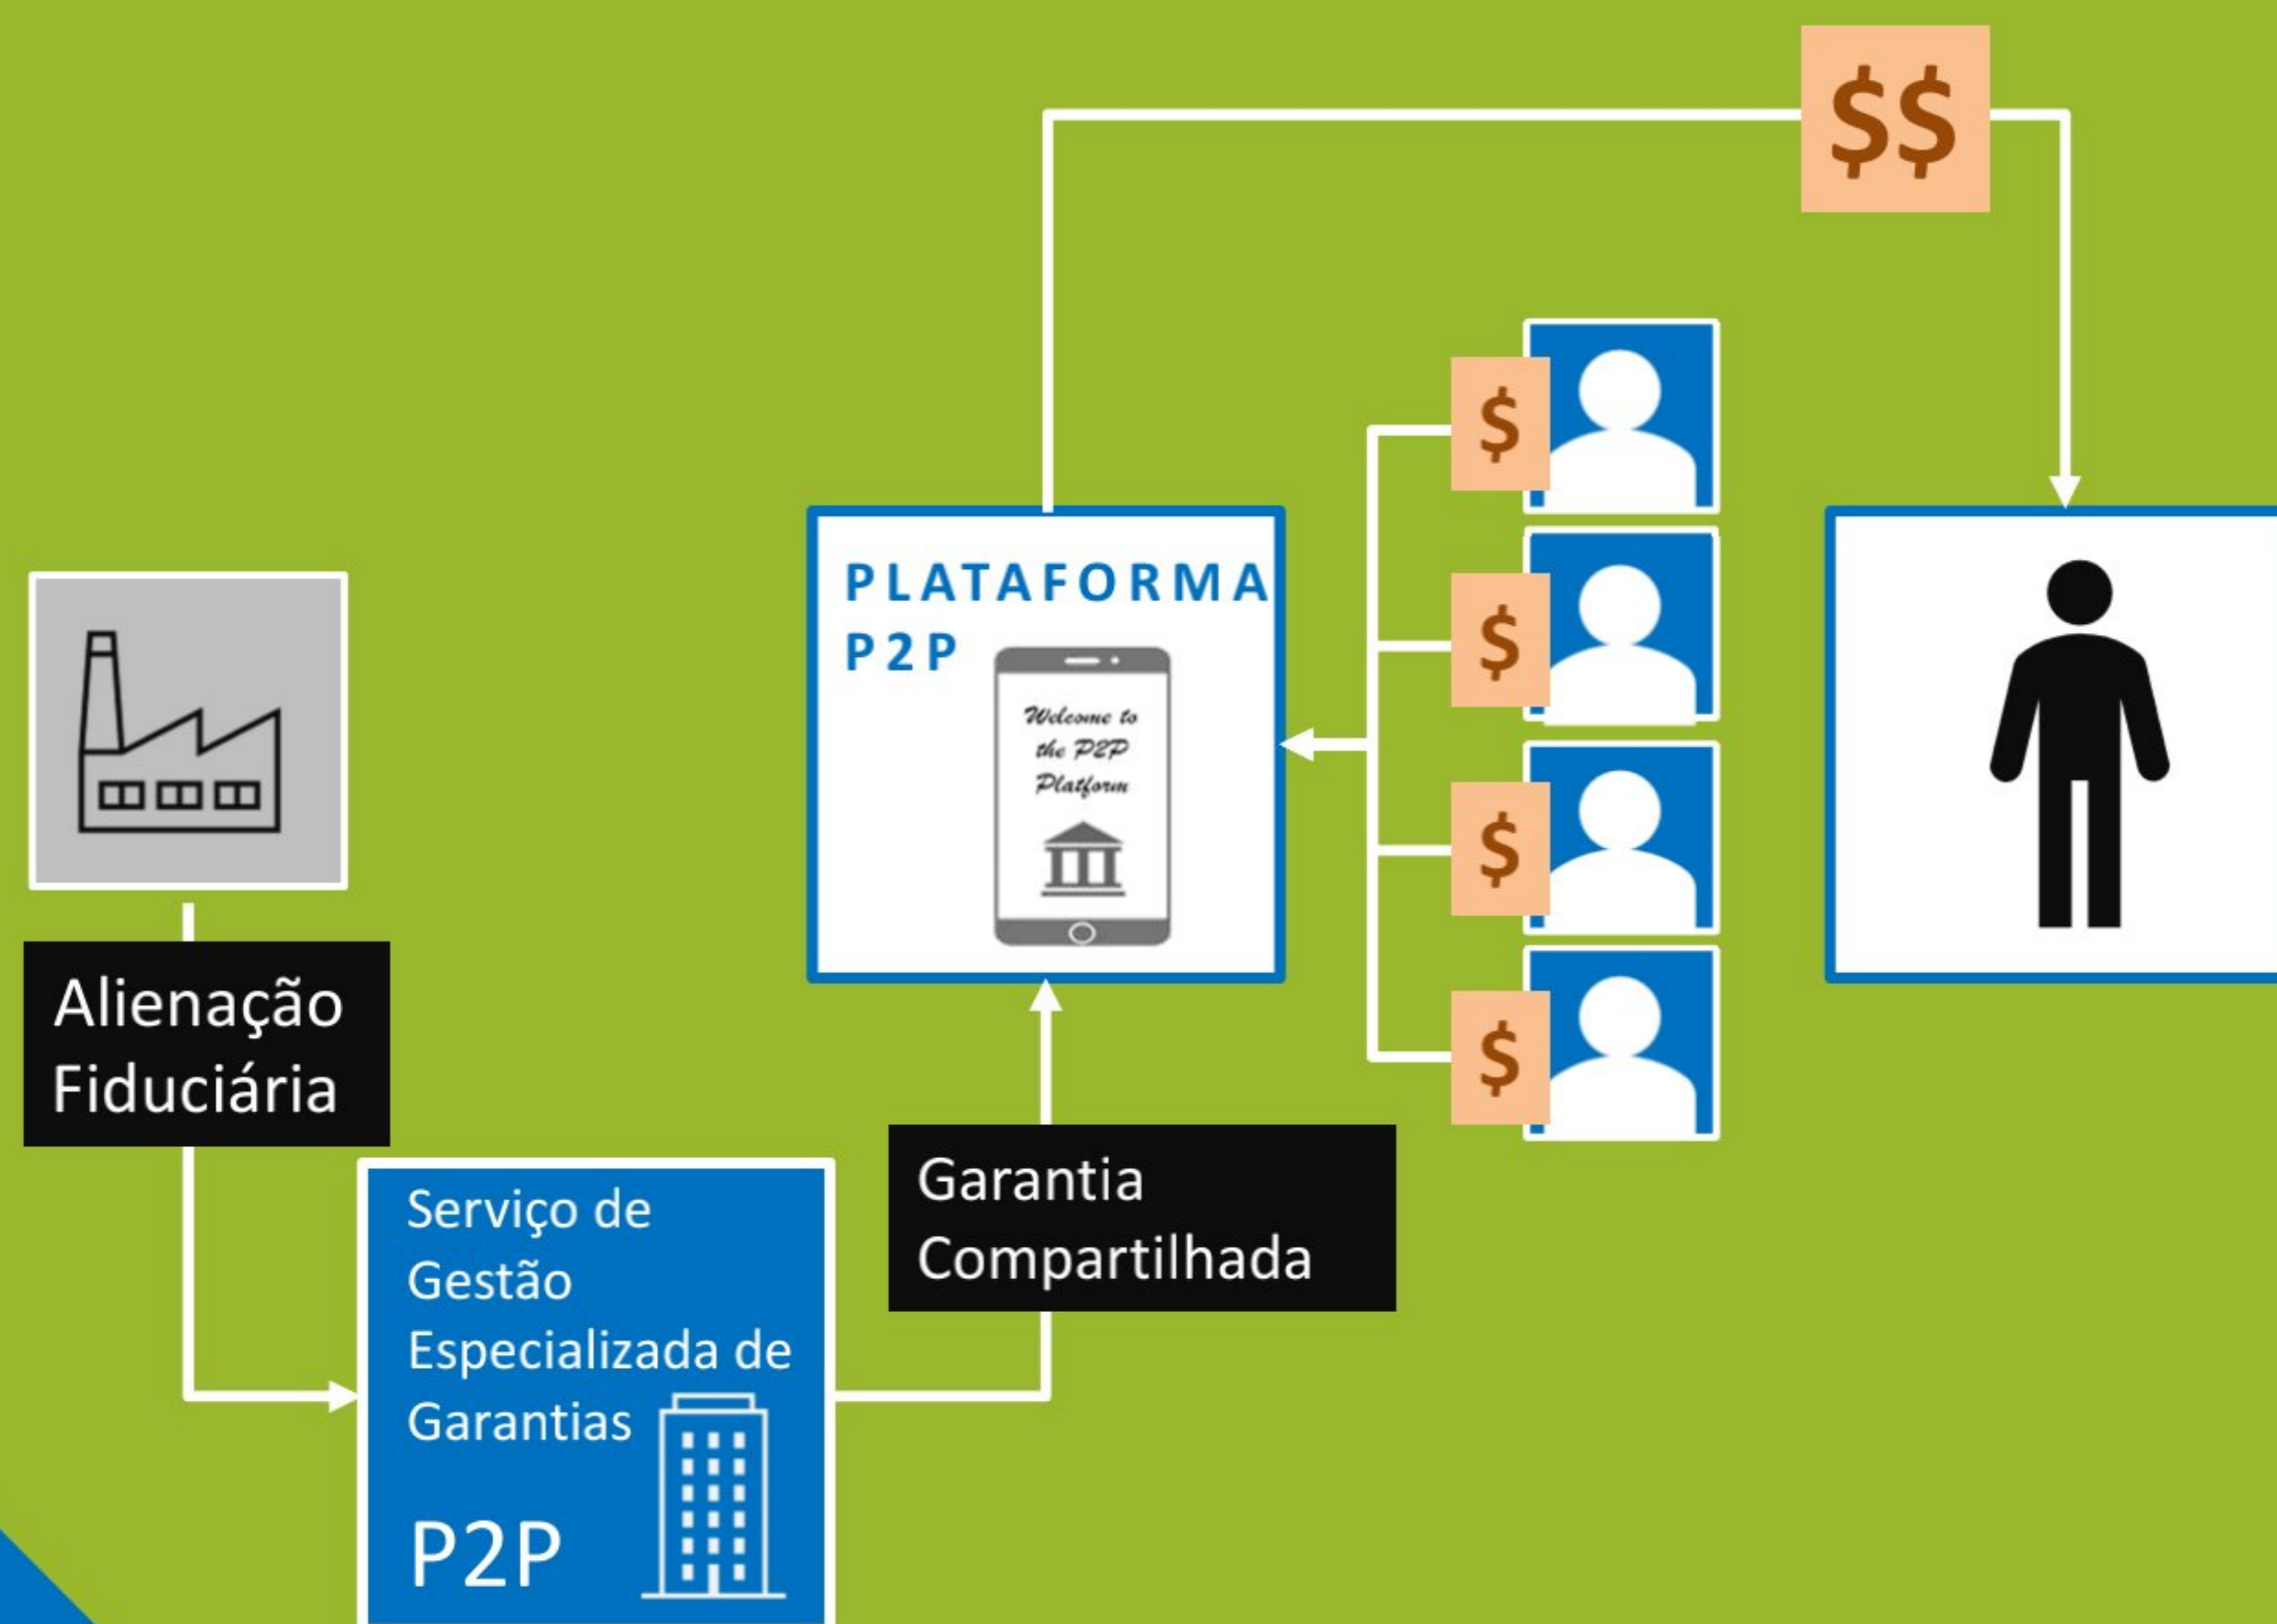 $$
PLATAFORMA
P2P
Welcome to
the P2P
Platform
$
$
$
$
Alienação
Fiduciária
Garantia
Compartilhada
Serviço de
Gestão
Especializada de
Garantias
P2P